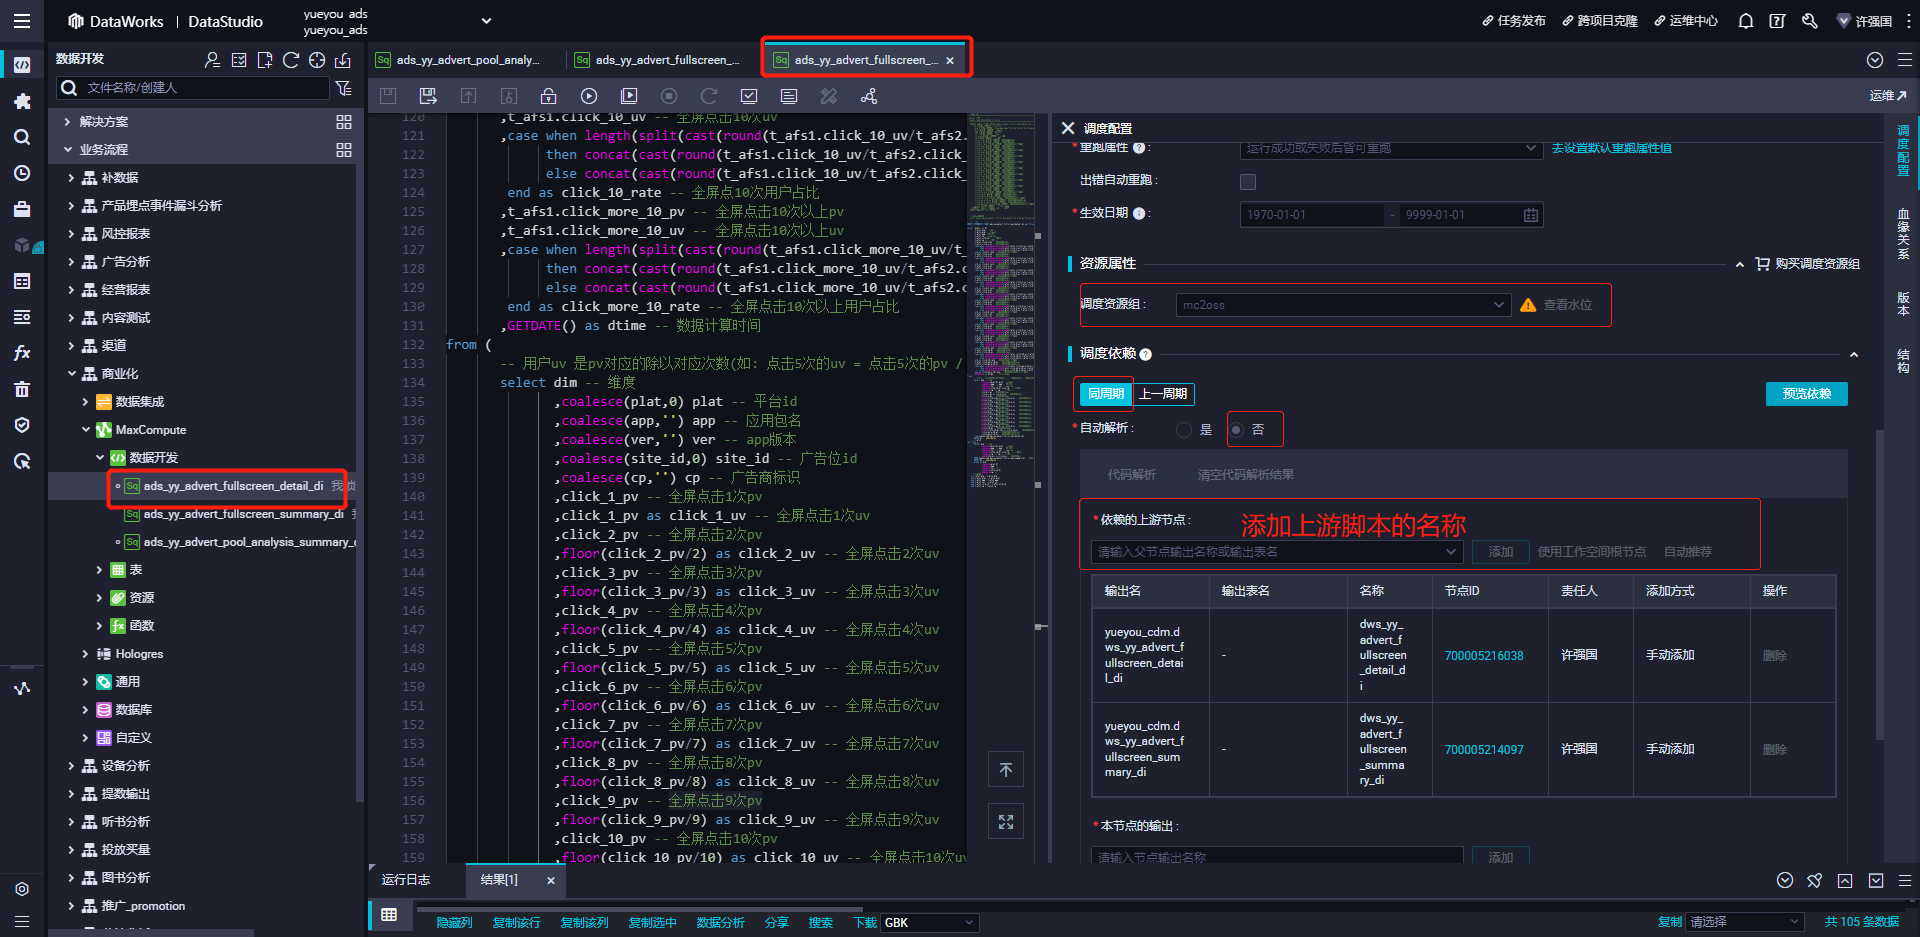 DataWorks | DataStudio
yueyou_ads
yueyou_ads
任务发布
跨项目克隆
运维中心
许强国
数据开发
文件名称/创建人
解决方案
业务流程
补数据
产品埋点事件漏斗分析
风控报表
广告分析
经营报表
内容测试
渠道
商业化
数据集成
MaxCompute
数据开发
Sq ads_yy_advert_fullscreen_detail_di 我锁
Sq ads_yy_advert_fullscreen_summary_di
Sq ads_yy_advert_pool_analysis_summary_
表
资源
函数
Hologres
通用
数据库
自定义
设备分析
提数输出
听书分析
投放买量
图书分析
推广_promotion
Sq ads_yy_advert_pool_analy...
Sq ads_yy_advert_fullscreen_...
Sq ads_yy_advert_fullscreen_... ×
运维
120 ,t_afs1.click_10_uv -- 全屏点击10次uv
121 ,case when length(split(cast(round(t_afs1.click_10_uv/t_afs2.
122 then concat(cast(round(t_afs1.click_10_uv/t_afs2.click_
123 else concat(cast(round(t_afs1.click_10_uv/t_afs2.click_
124 end as click_10_rate -- 全屏点10次用户占比
125 ,t_afs1.click_more_10_pv -- 全屏点击10次以上pv
126 ,t_afs1.click_more_10_uv -- 全屏点击10次以上uv
127 ,case when length(split(cast(round(t_afs1.click_more_10_uv/t_
128 then concat(cast(round(t_afs1.click_more_10_uv/t_afs2.c
129 else concat(cast(round(t_afs1.click_more_10_uv/t_afs2.c
130 end as click_more_10_rate -- 全屏点击10次以上用户占比
131 ,GETDATE() as dtime -- 数据计算时间
132 from (
133 -- 用户uv 是pv对应的除以对应次数(如: 点击5次的uv = 点击5次的pv /
134 select dim -- 维度
135 ,coalesce(plat,0) plat -- 平台id
136 ,coalesce(app,'') app -- 应用包名
137 ,coalesce(ver,'') ver -- app版本
138 ,coalesce(site_id,0) site_id -- 广告位id
139 ,coalesce(cp,'') cp -- 广告商标识
140 ,click_1_pv -- 全屏点击1次pv
141 ,click_1_pv as click_1_uv -- 全屏点击1次uv
142 ,click_2_pv -- 全屏点击2次pv
143 ,floor(click_2_pv/2) as click_2_uv -- 全屏点击2次uv
144 ,click_3_pv -- 全屏点击3次pv
145 ,floor(click_3_pv/3) as click_3_uv -- 全屏点击3次uv
146 ,click_4_pv -- 全屏点击4次pv
147 ,floor(click_4_pv/4) as click_4_uv -- 全屏点击4次uv
148 ,click_5_pv -- 全屏点击5次pv
149 ,floor(click_5_pv/5) as click_5_uv -- 全屏点击5次uv
150 ,click_6_pv -- 全屏点击6次pv
151 ,floor(click_6_pv/6) as click_6_uv -- 全屏点击6次uv
152 ,click_7_pv -- 全屏点击7次pv
153 ,floor(click_7_pv/7) as click_7_uv -- 全屏点击7次uv
154 ,click_8_pv -- 全屏点击8次pv
155 ,floor(click_8_pv/8) as click_8_uv -- 全屏点击8次uv
156 ,click_9_pv -- 全屏点击9次pv
157 ,floor(click_9_pv/9) as click_9_uv -- 全屏点击9次uv
158 ,click_10_pv -- 全屏点击10次pv
159 ,floor(click_10_pv/10) as click_10_uv -- 全屏点击10次uv
调度配置
* 重跑属性 ? : 运行成功或失败后皆可重跑 去设置默认重跑属性值
出错自动重跑 :
* 生效日期 : 1970-01-01 - 9999-01-01
资源属性 购买调度资源组
调度资源组 : mc2oss 查看水位
调度依赖 ?
同周期 上一周期 预览依赖
* 自动解析 : 是 否
代码解析 清空代码解析结果
* 依赖的上游节点 : 添加上游脚本的名称
请输入父节点输出名称或输出表名 添加 使用工作空间根节点 自动推荐
输出名 输出表名 名称 节点ID 责任人 添加方式 操作
yueyou_cdm.d
ws_yy_advert_f
ullscreen_detai
l_di
-
dws_yy_
advert_f
ullscreen
_detail_d
i
700005216038 许强国 手动添加 删除
yueyou_cdm.d
ws_yy_advert_f
ullscreen_sum
mary_di
-
dws_yy_
advert_f
ullscreen
_summa
ry_di
700005214097 许强国 手动添加 删除
* 本节点的输出 :
请输入节点输出名称 添加
调度配置
血缘关系
版本
结构
运行日志 结果[1] ×
隐藏列 复制该行 复制该列 复制选中 数据分析 分享 搜索 下载 GBK
复制 请选择 共 105 条数据